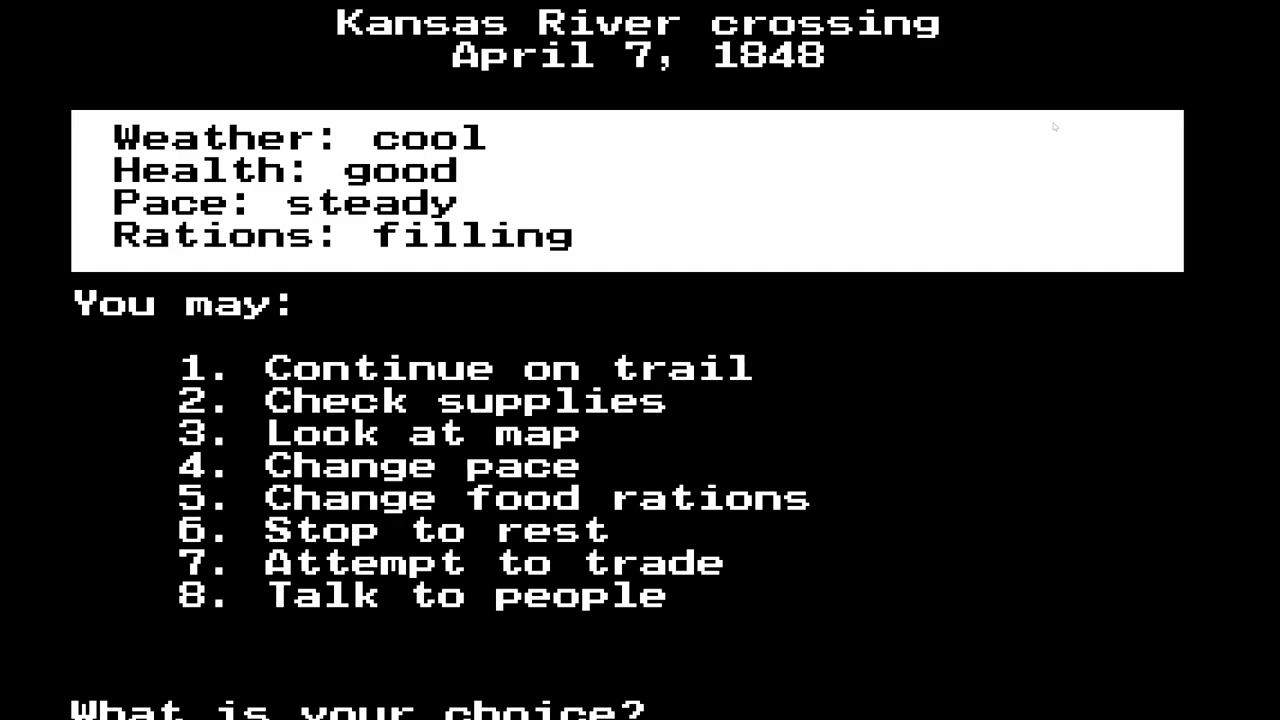 Kansas River crossing
April 7, 1848
Weather: cool
Health: good
Pace: steady
Rations: filling
You may:
1. Continue on trail
2. Check supplies
3. Look at map
4. Change pace
5. Change food rations
6. Stop to rest
7. Attempt to trade
8. Talk to people
What is your choice?